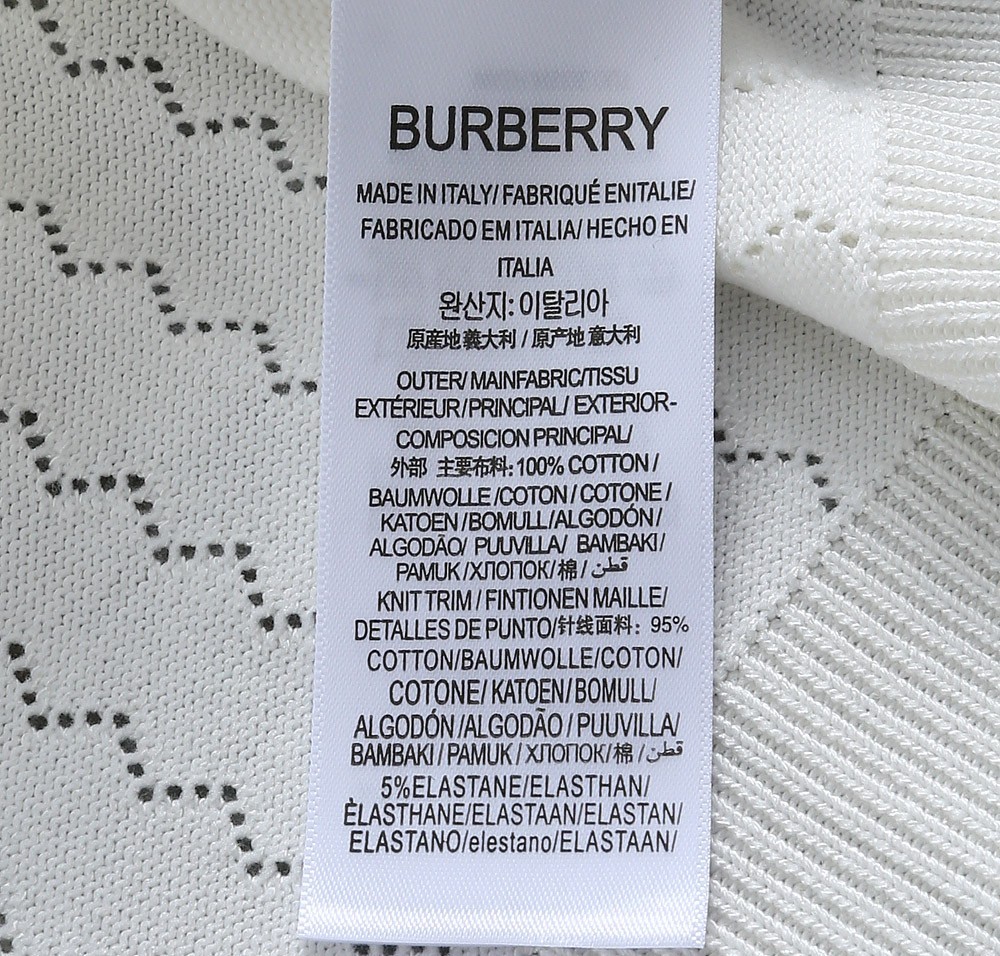 BURBERRY
MADE IN ITALY/ FABRIQUÉ ENITALIE/
FABRICADO EM ITALIA/ HECHO EN
ITALIA
완산지: 이탈리아
原産地義大利 / 原产地 意大利
OUTER/ MAINFABRIC/TISSU
EXTÉRIEUR/PRINCIPAL/ EXTERIOR-
COMPOSICION PRINCIPAL/
外部 主要布料: 100% COTTON /
BAUMWOLLE /COTON / COTONE /
KATOEN /BOMULL/ALGODÓN /
ALGODÃO/ PUUVILLA/ BAMBAKI/
PAMUK /ХЛОПОК/棉 / قطن
KNIT TRIM / FINTIONEN MAILLE/
DETALLES DE PUNTO/针线面料: 95%
COTTON/BAUMWOLLE/COTON/
COTONE/ KATOEN/BOMULL/
ALGODÓN /ALGODÃO / PUUVILLA/
BAMBAKI / PAMUK / ХЛОПОК/棉 / قطن
5%ELASTANE/ELASTHAN/
ÈLASTHANE/ELASTAAN/ELASTAN/
ELASTANO/elestano/ELASTAAN/